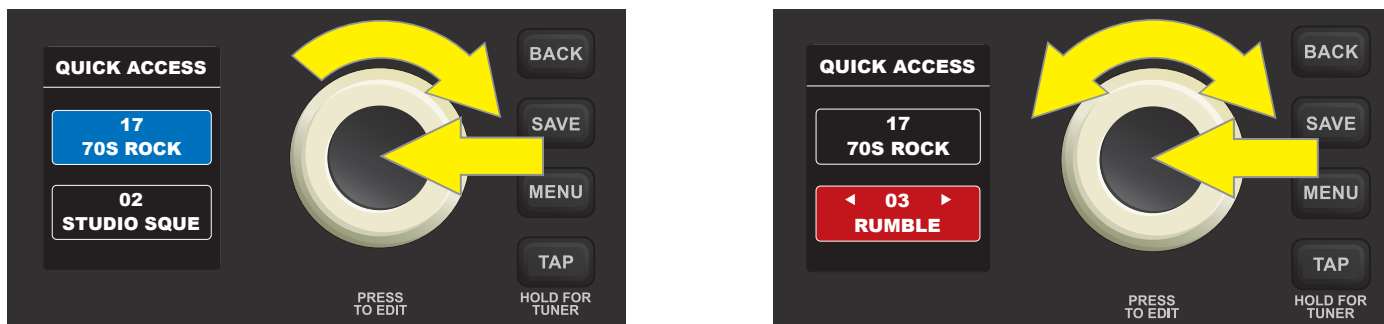 QUICK ACCESS
17
70S ROCK
02
STUDIO SQUE
BACK
SAVE
MENU
TAP
PRESS
TO EDIT
HOLD FOR
TUNER
QUICK ACCESS
17
70S ROCK
03
RUMBLE
BACK
SAVE
MENU
TAP
PRESS
TO EDIT
HOLD FOR
TUNER